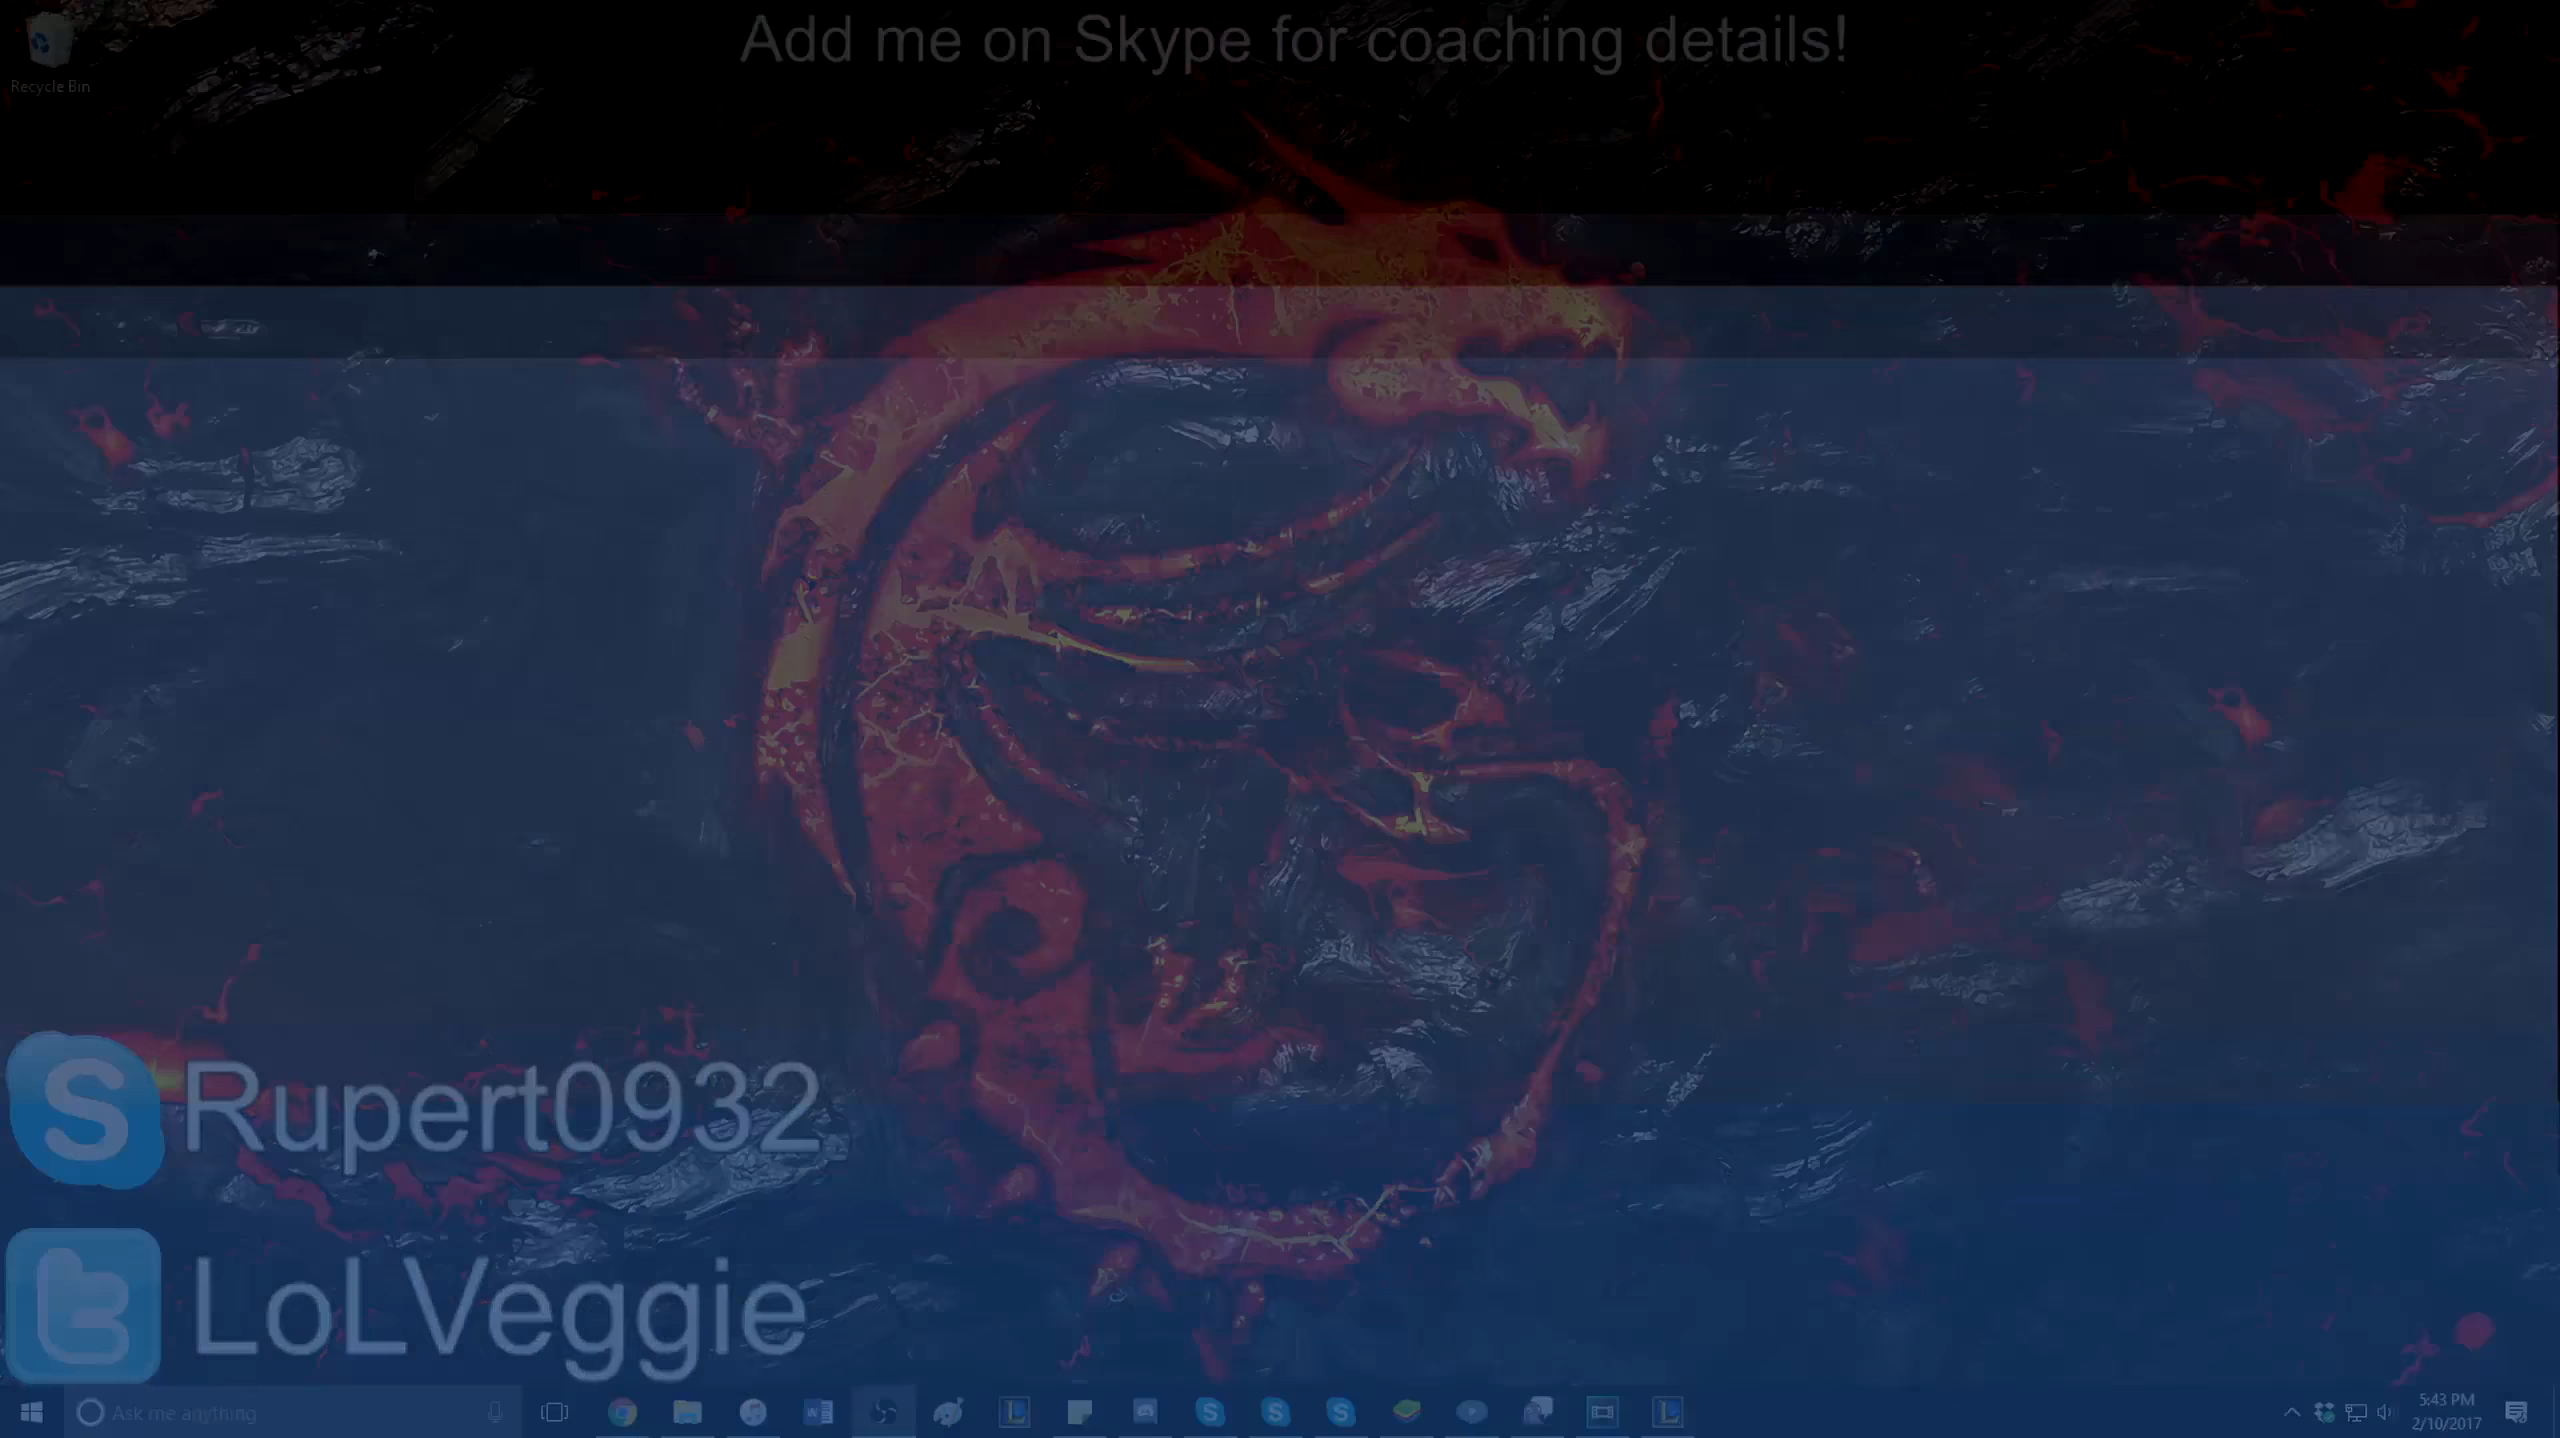 Add me on Skype for coaching details!
Recycle Bin
Rupert0932
LoLVeggie
Ask me anything
5:43 PM
2/10/2017